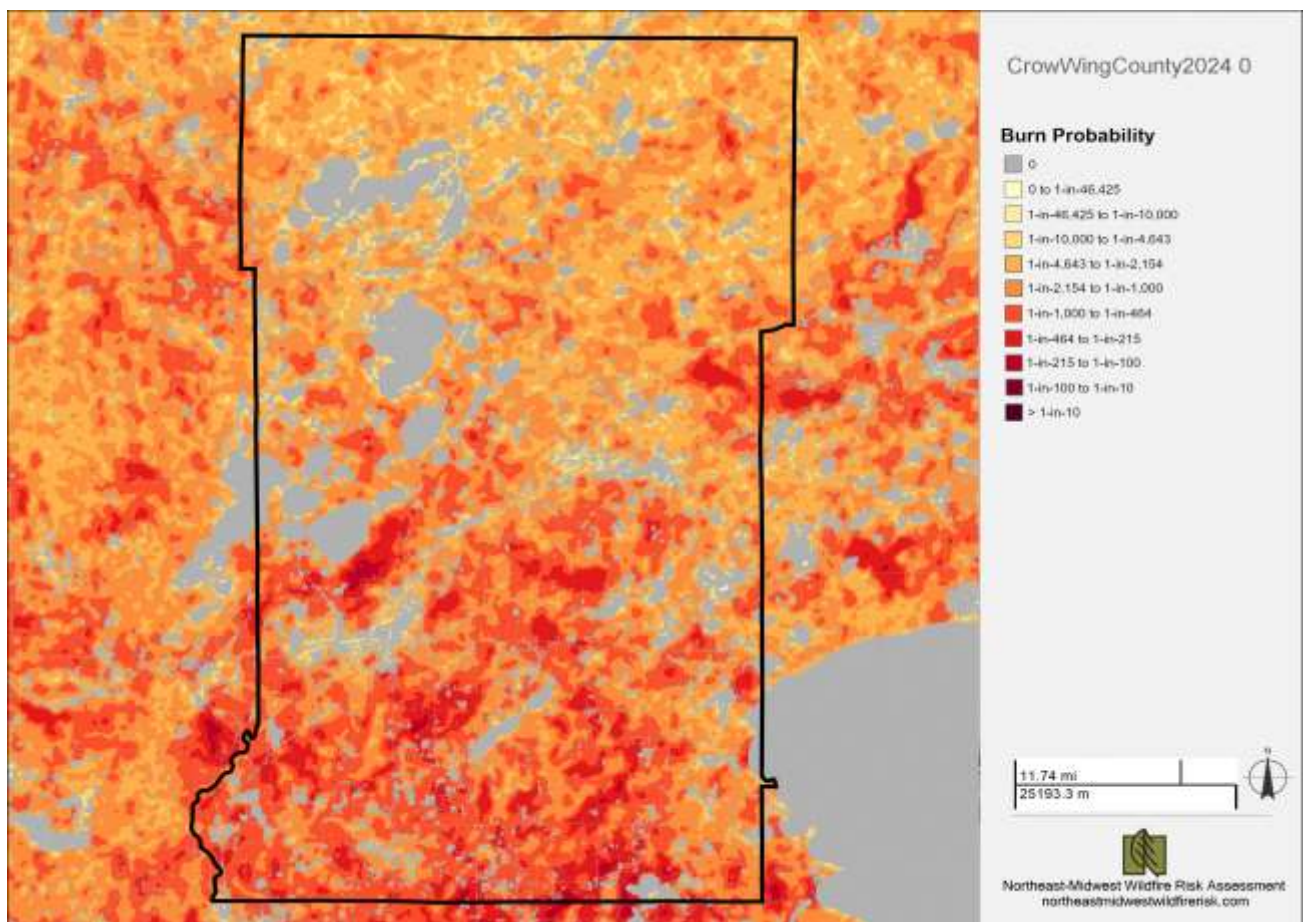 CrowWingCounty2024 0
Burn Probability
0
0 to 1-in-46,425
1-in-46,425 to 1-in-10,000
1-in-10,000 to 1-in-4,643
1-in-4,643 to 1-in-2,154
1-in-2,154 to 1-in-1,000
1-in-1,000 to 1-in-464
1-in-464 to 1-in-215
1-in-215 to 1-in-100
1-in-100 to 1-in-10
> 1-in-10
N
11.74 mi
25193.3 m
Northeast-Midwest Wildfire Risk Assessment
northeastmidwestwildfirerisk.com